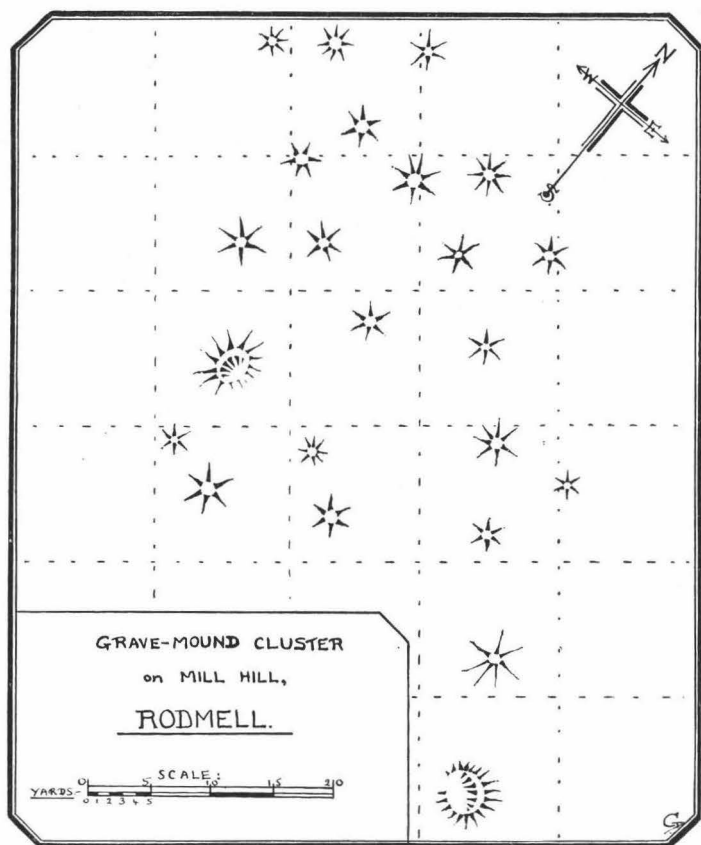 N
W
E
S
GRAVE-MOUND CLUSTER
on MILL HILL,
RODMELL.
SCALE:
0 5 10 15 20
YARDS:-
0 1 2 3 4 5